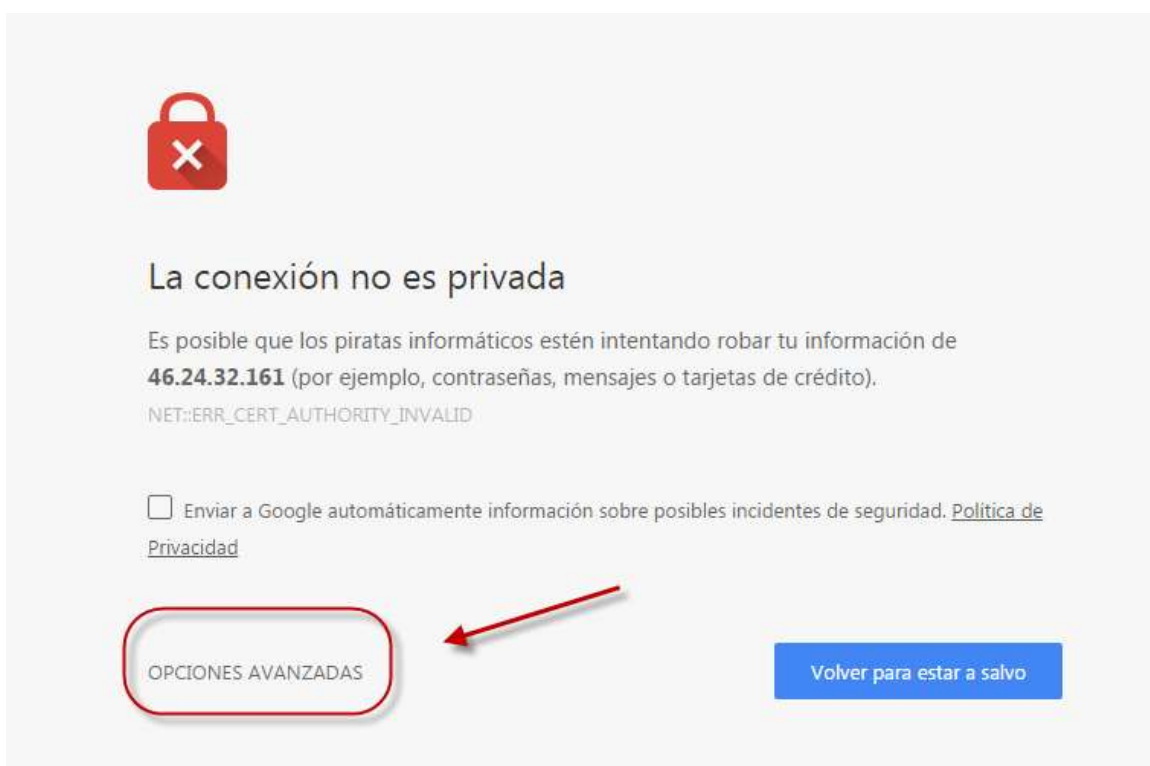 La conexión no es privada
Es posible que los piratas informáticos estén intentando robar tu información de
46.24.32.161 (por ejemplo, contraseñas, mensajes o tarjetas de crédito).
NET::ERR_CERT_AUTHORITY_INVALID
Enviar a Google automáticamente información sobre posibles incidentes de seguridad. Política de
Privacidad
OPCIONES AVANZADAS
Volver para estar a salvo